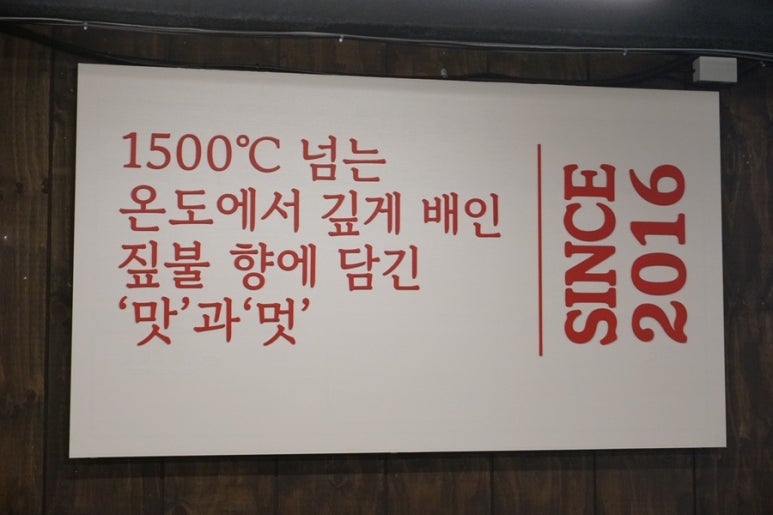 1500℃ 넘는
온도에서 깊게 배인
짚불 향에 담긴
‘맛’과‘멋’
SINCE
2016